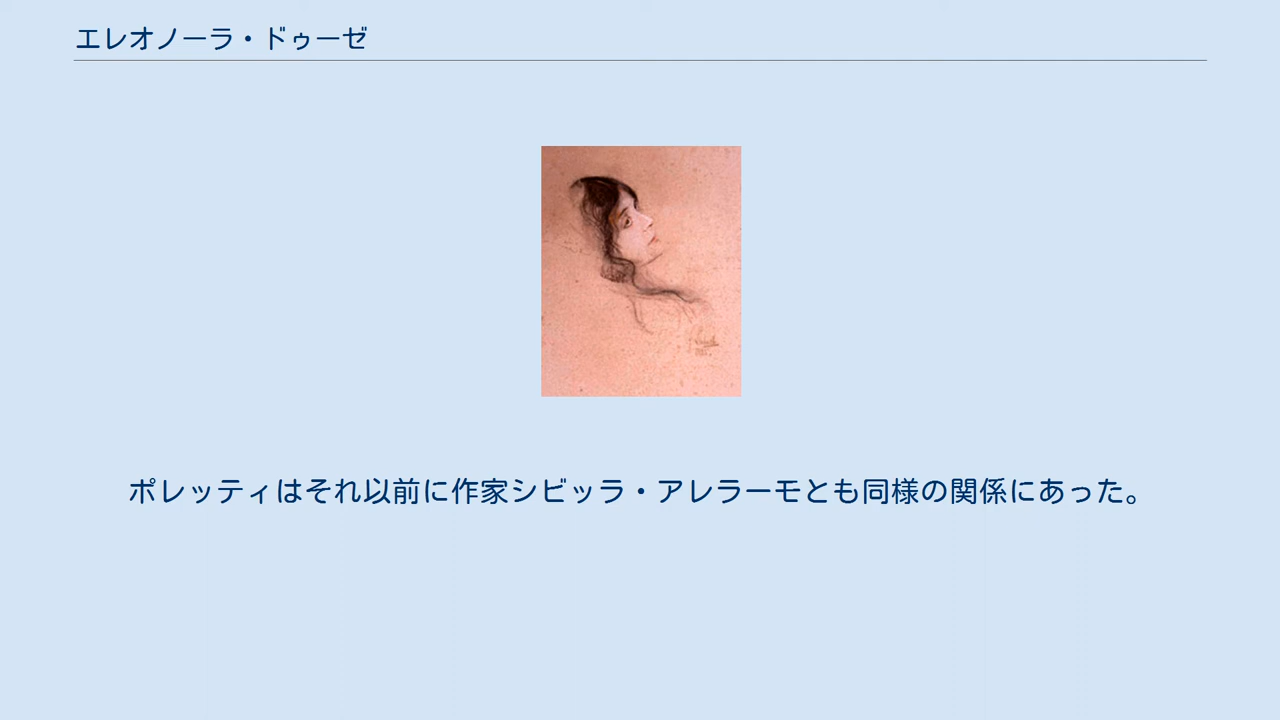 エレオノーラ・ドゥーゼ
ポレッティはそれ以前に作家シビッラ・アレラーモとも同様の関係にあった。